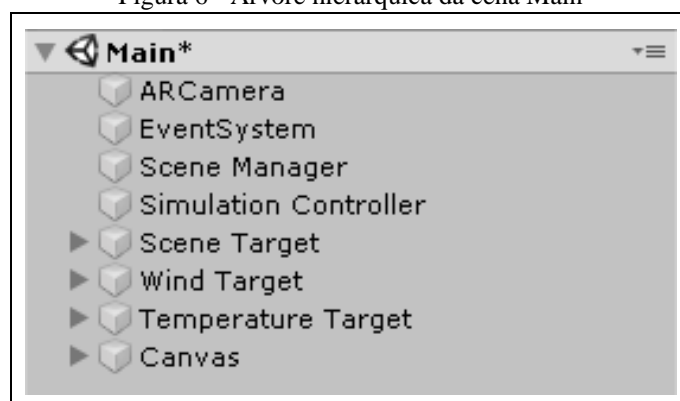 Figura 6 - Árvore hierárquica da cena Main
Main*
ARCamera
EventSystem
Scene Manager
Simulation Controller
Scene Target
Wind Target
Temperature Target
Canvas